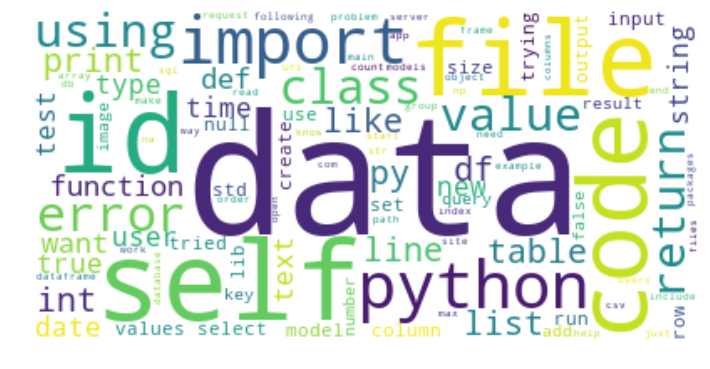 request following problem server
using import file input
print app frame trying output columns string
type def class main count models size object
array sql url
db read np end
test image make id time null use like value result code return
na way know start group need
function std data create str py df new example
order com set path query index false packages
error open
want user tried work lib text line site table files
true database self python users
dataframe key number max csv include
int values select model column list run row
date add help just